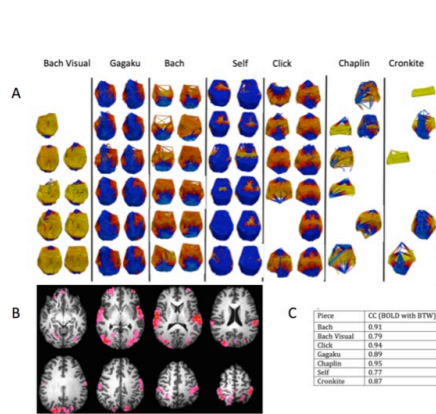 Bach Visual Gagaku Bach Self Click Chaplin Cronkite
A
B
C
Piece CC (BOLD with BTW)
Bach 0.91
Bach Visual 0.79
Click 0.94
Gagaku 0.89
Chaplin 0.95
Self 0.77
Cronkite 0.87